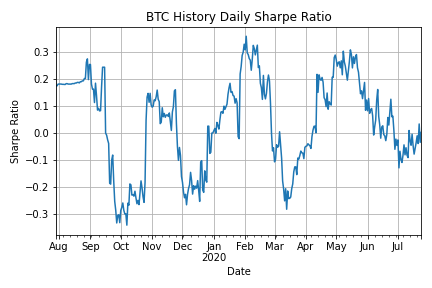 BTC History Daily Sharpe Ratio
Sharpe Ratio
0.3
0.2
0.1
0.0
−0.1
−0.2
−0.3
Aug Sep Oct Nov Dec Jan Feb Mar Apr May Jun Jul
2020
Date